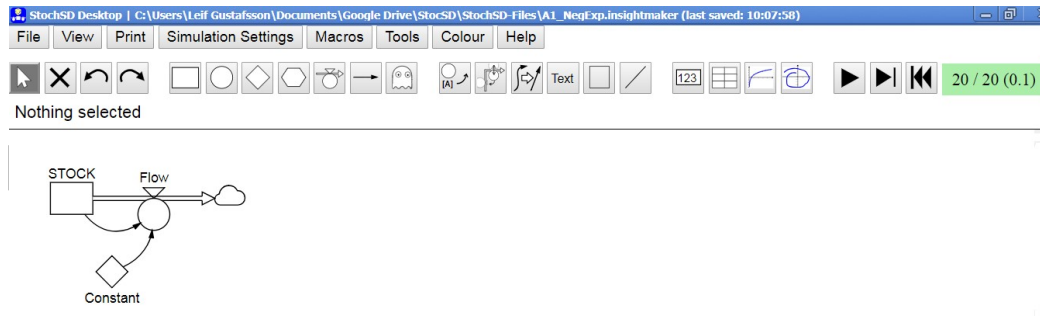 StochSD Desktop | C:\Users\Leif Gustafsson\Documents\Google Drive\StocSD\StochSD-Files\A1_NegExp.insightmaker (last saved: 10:07:58)
File View Print Simulation Settings Macros Tools Colour Help
[A] Text 123 20 / 20 (0.1)
Nothing selected
STOCK Flow
Constant